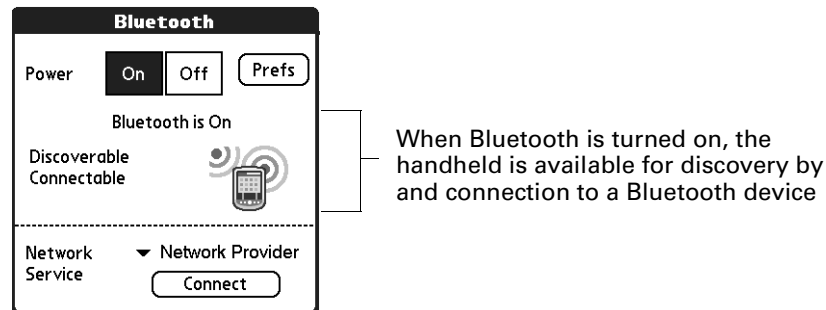 Bluetooth
Power On Off Prefs
Bluetooth is On
Discoverable
Connectable
When Bluetooth is turned on, the
handheld is available for discovery by
and connection to a Bluetooth device
Network
Service
Network Provider
Connect